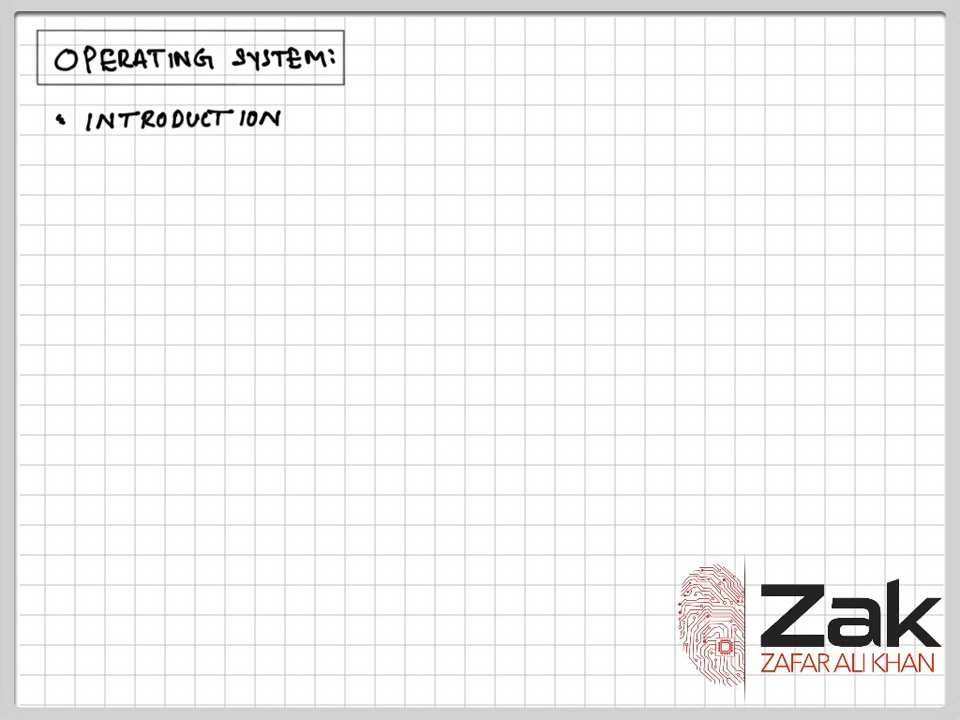 OPERATING SYSTEM:
• INTRODUCTION
Zak
ZAFAR ALI KHAN